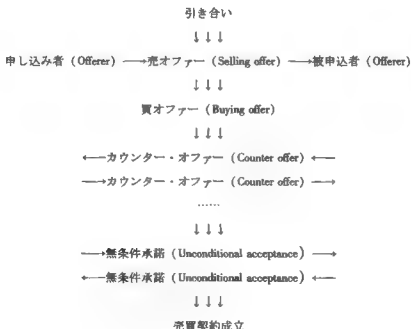 引き合い
↓↓↓
申し込み者（Offerer）→売オファー（Selling offer）→被申込者（Offerer）
↓↓↓
買オファー（Buying offer）
↓↓↓
←カウンター・オファー（Counter offer）←
→カウンター・オファー（Counter offer）→
……
↓↓↓
→無条件承諾（Unconditional acceptance）→
←無条件承諾（Unconditional acceptance）←
↓↓↓
売買契約成立